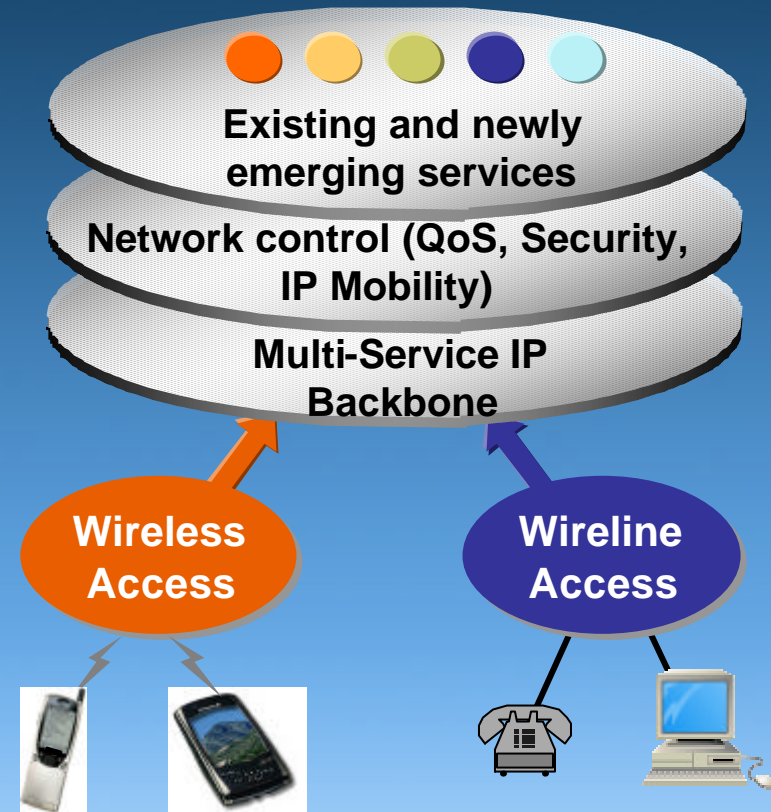 Existing and newly
emerging services
Network control (QoS, Security,
IP Mobility)
Multi-Service IP
Backbone
Wireless
Access
Wireline
Access